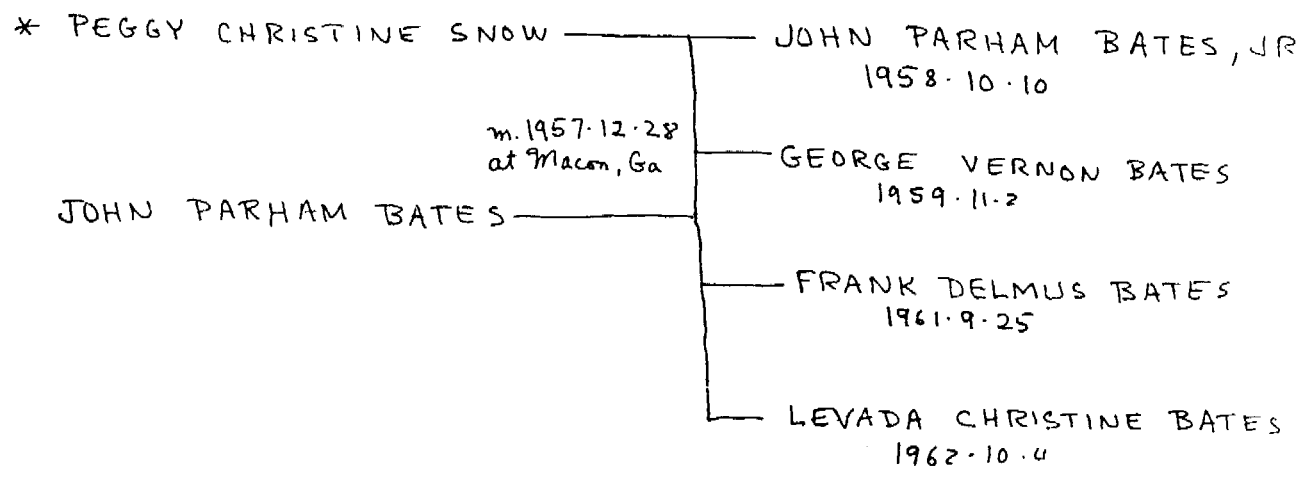 * PEGGY CHRISTINE SNOW
m. 1957.12.28
at Macon, Ga
JOHN PARHAM BATES
JOHN PARHAM BATES, JR
1958.10.10
GEORGE VERNON BATES
1959.11.2
FRANK DELMUS BATES
1961.9.25
LEVADA CHRISTINE BATES
1962.10.4